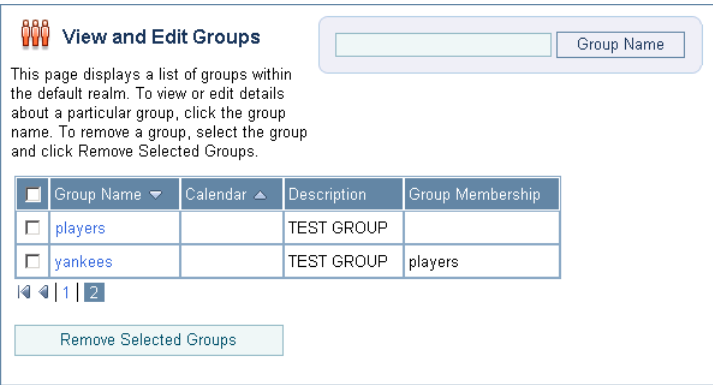 View and Edit Groups
Group Name
This page displays a list of groups within
the default realm. To view or edit details
about a particular group, click the group
name. To remove a group, select the group
and click Remove Selected Groups.
Group Name Calendar Description Group Membership
players TEST GROUP
yankees TEST GROUP players
1 2
Remove Selected Groups